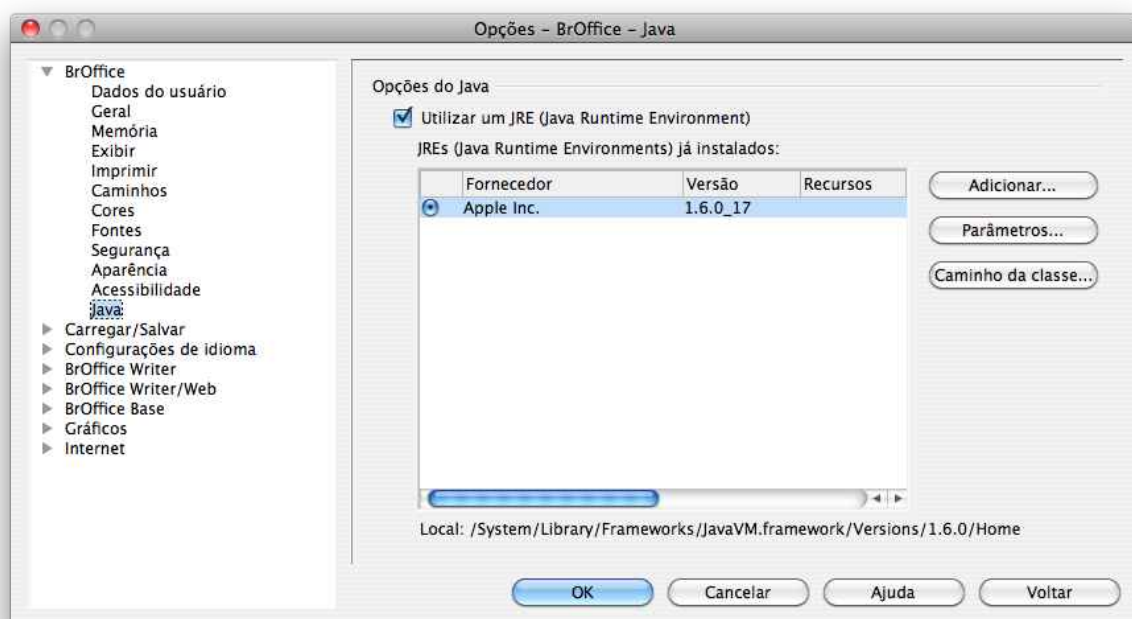 Opções – BrOffice – Java
BrOffice
Dados do usuário
Geral
Memória
Exibir
Imprimir
Caminhos
Cores
Fontes
Segurança
Aparência
Acessibilidade
Java
Carregar/Salvar
Configurações de idioma
BrOffice Writer
BrOffice Writer/Web
BrOffice Base
Gráficos
Internet
Opções do Java
Utilizar um JRE (Java Runtime Environment)
JREs (Java Runtime Environments) já instalados:
Fornecedor Versão Recursos
Apple Inc. 1.6.0_17
Adicionar...
Parâmetros...
Caminho da classe...
Local: /System/Library/Frameworks/JavaVM.framework/Versions/1.6.0/Home
OK Cancelar Ajuda Voltar